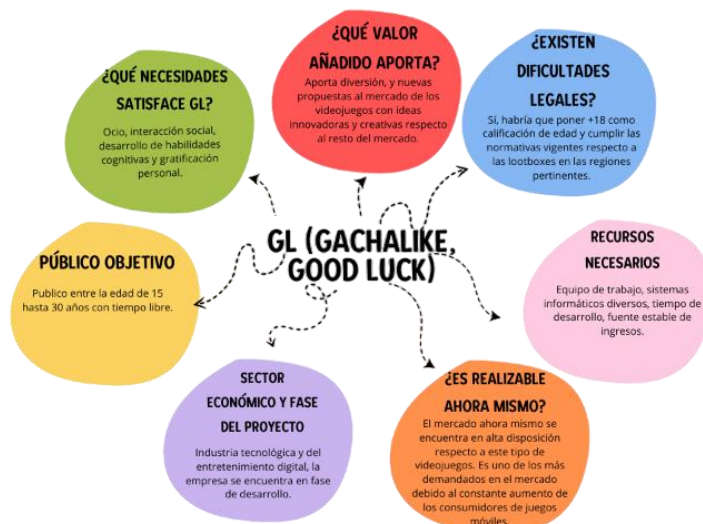 ¿QUÉ NECESIDADES
SATISFACE GL?
Ocio, interacción social,
desarrollo de habilidades
cognitivas y gratificación
personal.
¿QUÉ VALOR
AÑADIDO APORTA?
Aporta diversión, y nuevas
propuestas al mercado de los
videojuegos con ideas
innovadoras y creativas respecto
al resto del mercado.
¿EXISTEN
DIFICULTADES
LEGALES?
Sí, habría que poner +18 como
calificación de edad y cumplir las
normativas vigentes respecto a
las lootboxes en las regiones
pertinentes.
GL (GACHALIKE,
GOOD LUCK)
PÚBLICO OBJETIVO
Publico entre la edad de 15
hasta 30 años con tiempo libre.
RECURSOS
NECESARIOS
Equipo de trabajo, sistemas
informáticos diversos, tiempo de
desarrollo, fuente estable de
ingresos.
SECTOR
ECONÓMICO Y FASE
DEL PROYECTO
Industria tecnológica y del
entretenimiento digital, la
empresa se encuentra en fase
de desarrollo.
¿ES REALIZABLE
AHORA MISMO?
El mercado ahora mismo se
encuentra en alta disposición
respecto a este tipo de
videojuegos. Es uno de los más
demandados en el mercado
debido al constante aumento de
los consumidores de juegos
móviles.